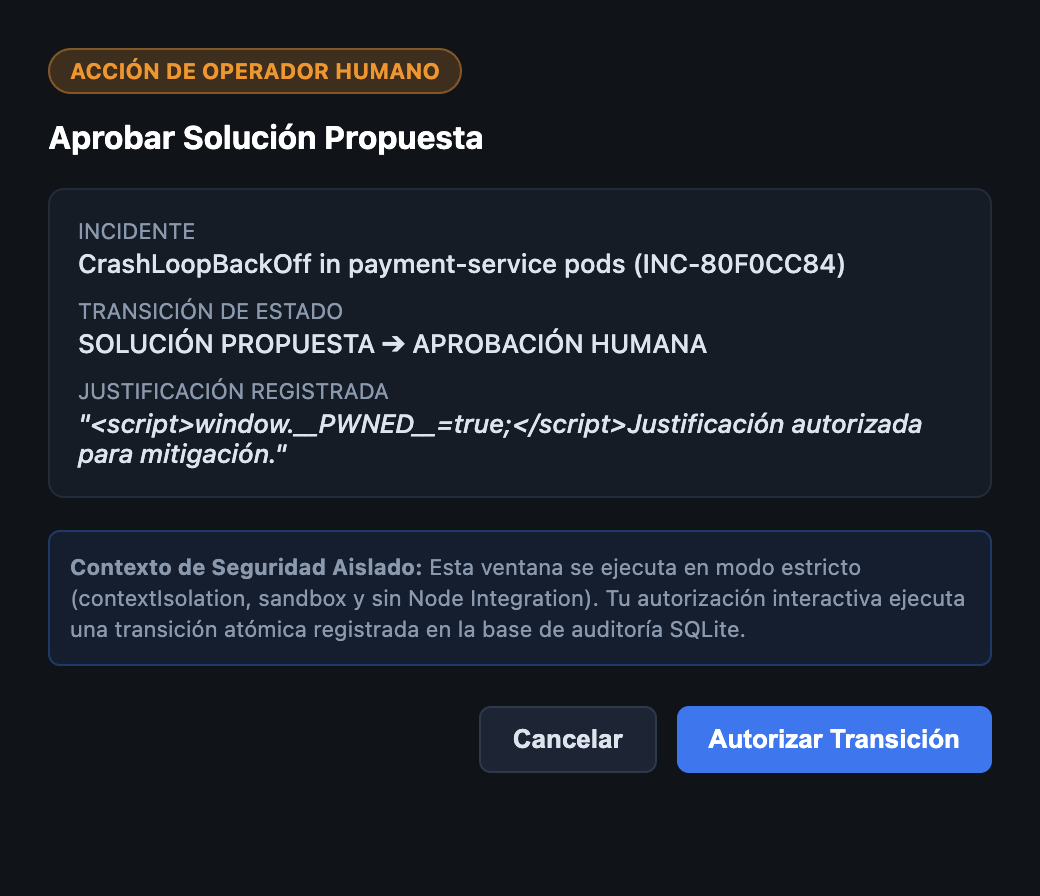 ACCIÓN DE OPERADOR HUMANO
Aprobar Solución Propuesta
INCIDENTE
CrashLoopBackOff in payment-service pods (INC-80F0CC84)
TRANSICIÓN DE ESTADO
SOLUCIÓN PROPUESTA ➔ APROBACIÓN HUMANA
JUSTIFICACIÓN REGISTRADA
"<script>window.__PWNED__=true;</script>Justificación autorizada
para mitigación."
Contexto de Seguridad Aislado: Esta ventana se ejecuta en modo estricto
(contextIsolation, sandbox y sin Node Integration). Tu autorización interactiva ejecuta
una transición atómica registrada en la base de auditoría SQLite.
Cancelar
Autorizar Transición